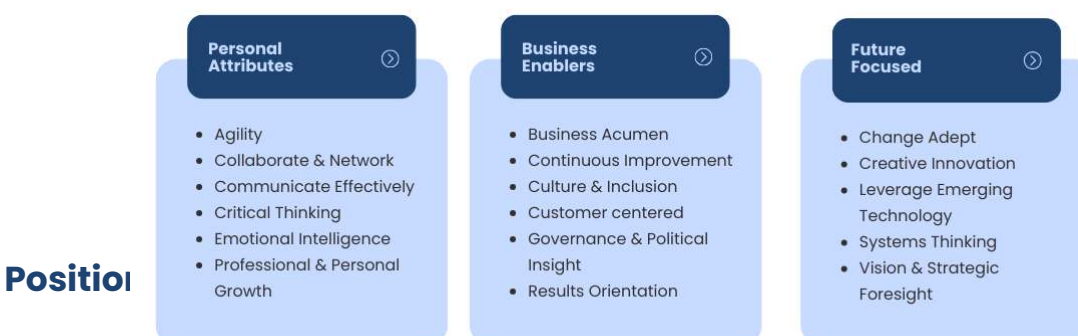 Personal
Attributes
• Agility
• Collaborate & Network
• Communicate Effectively
• Critical Thinking
• Emotional Intelligence
• Professional & Personal
Growth
Business
Enablers
• Business Acumen
• Continuous Improvement
• Culture & Inclusion
• Customer centered
• Governance & Political
Insight
• Results Orientation
Future
Focused
• Change Adept
• Creative Innovation
• Leverage Emerging
Technology
• Systems Thinking
• Vision & Strategic
Foresight